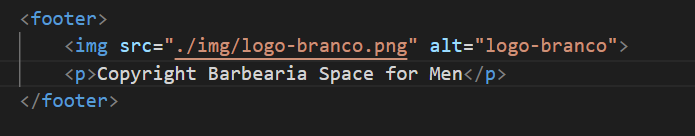 <footer>
<img src="./img/logo-branco.png" alt="logo-branco">
<p>Copyright Barbearia Space for Men</p>
</footer>